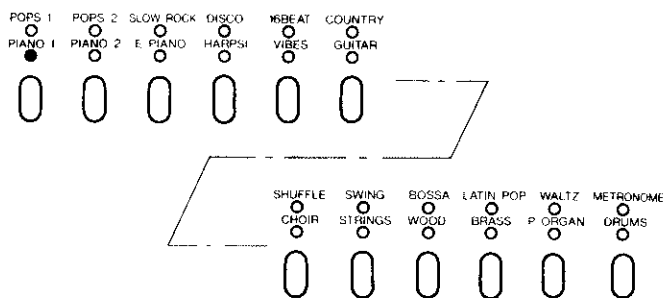 POPS 1 POPS 2 SLOW ROCK DISCO 16BEAT COUNTRY
PIANO 1 PIANO 2 E PIANO HARPSI VIBES GUITAR
SHUFFLE SWING BOSSA LATIN POP WALTZ METRONOME
CHOIR STRINGS WOOD BRASS P ORGAN DRUMS